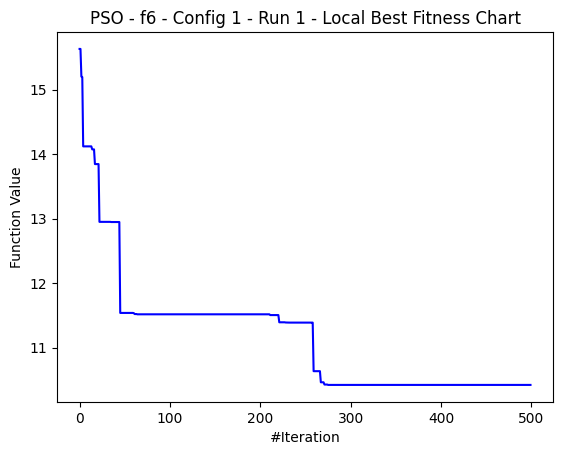 PSO - f6 - Config 1 - Run 1 - Local Best Fitness Chart
15
14
13
12
11
Function Value
0 100 200 300 400 500
#Iteration